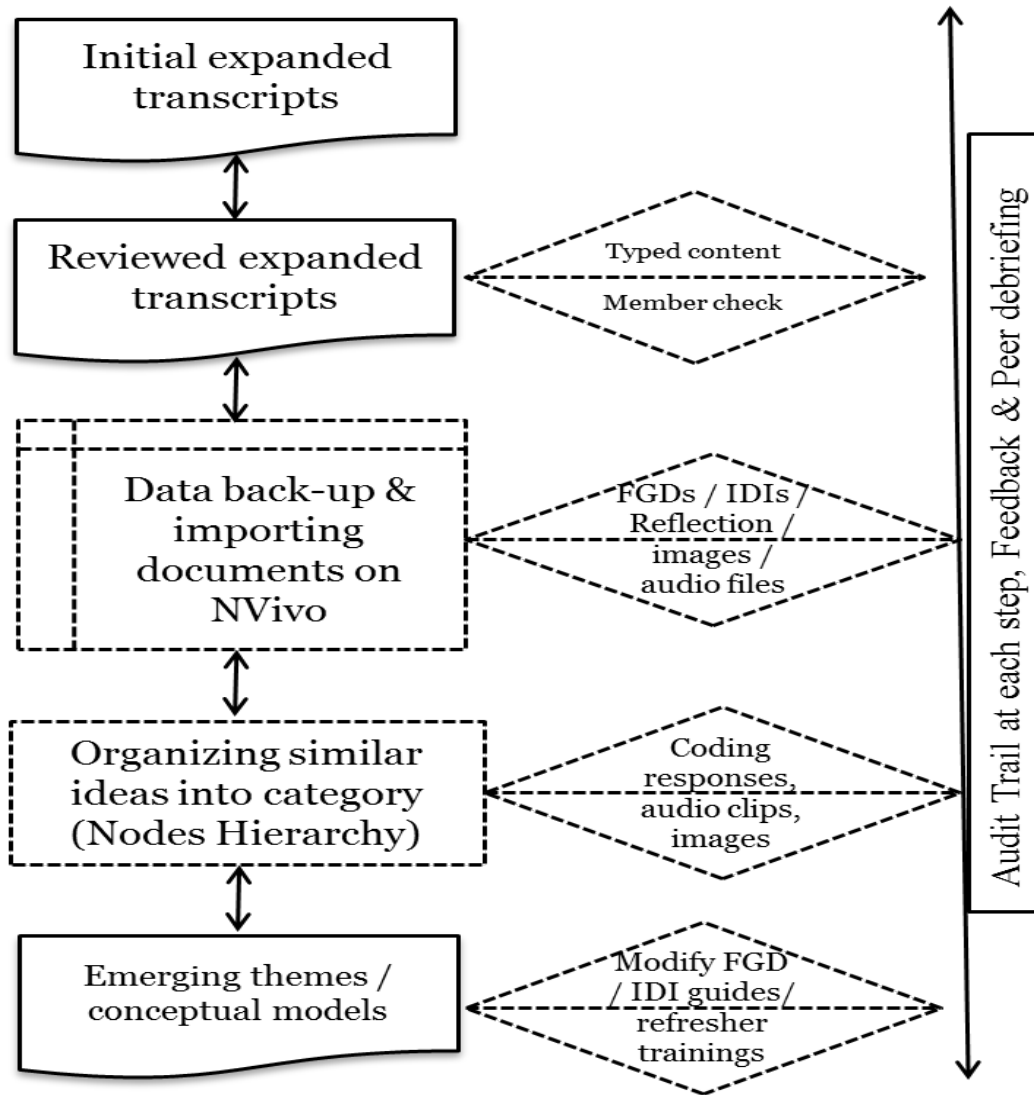 Initial expanded
transcripts
Reviewed expanded
transcripts
Typed content
Member check
Data back-up &
importing
documents on
NVivo
FGDs / IDIs /
Reflection /
images /
audio files
Organizing similar
ideas into category
(Nodes Hierarchy)
Coding
responses,
audio clips,
images
Emerging themes /
conceptual models
Modify FGD
/ IDI guides/
refresher
trainings
Audit Trail at each step, Feedback & Peer debriefing